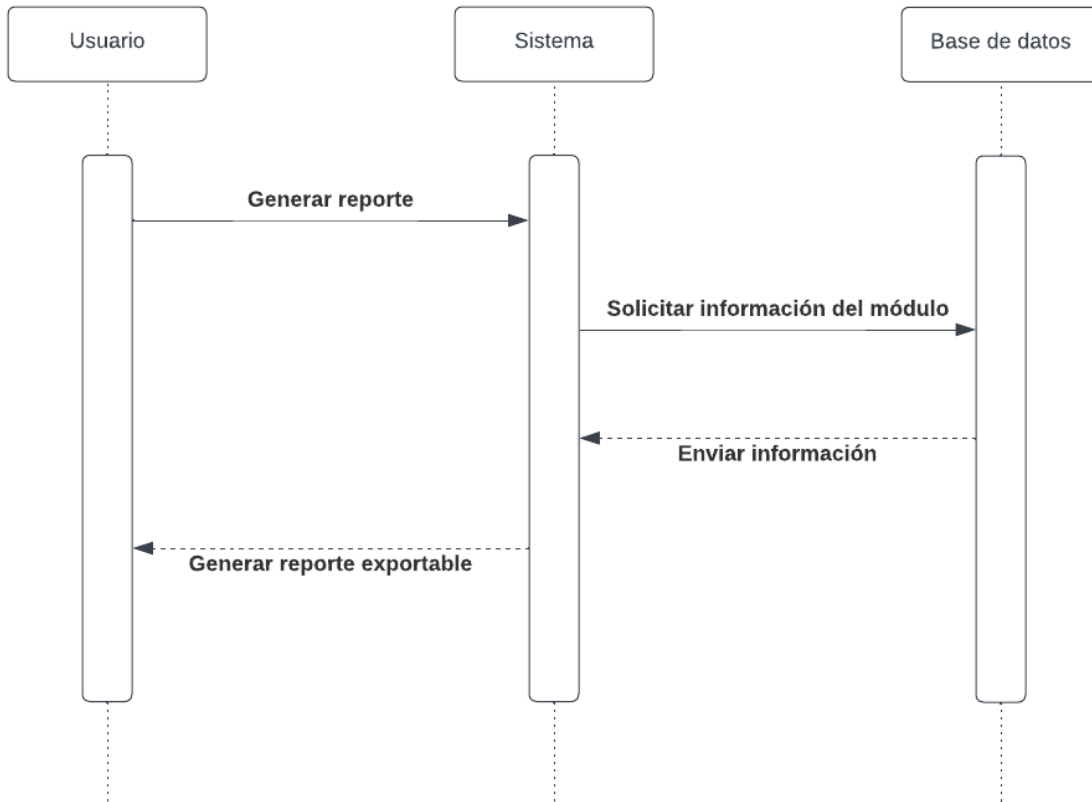 Usuario
Sistema
Base de datos
Generar reporte
Solicitar información del módulo
Enviar información
Generar reporte exportable